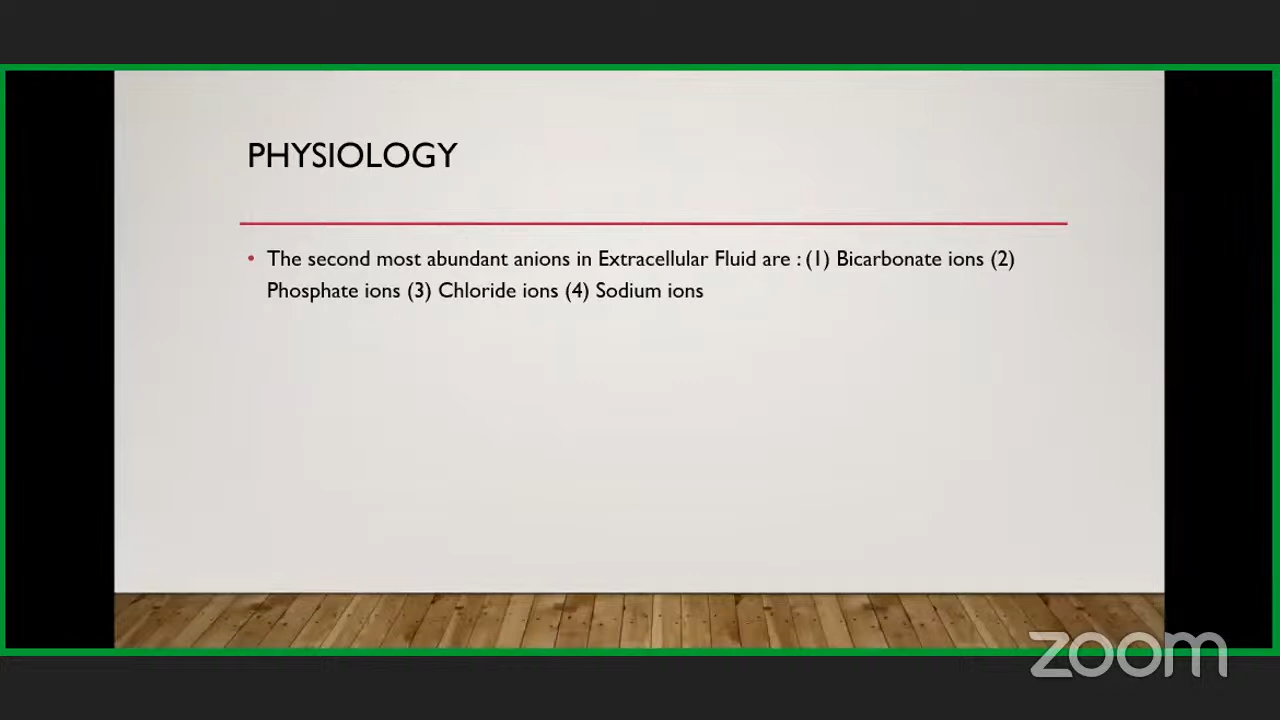 PHYSIOLOGY
• The second most abundant anions in Extracellular Fluid are : (1) Bicarbonate ions (2)
Phosphate ions (3) Chloride ions (4) Sodium ions
zoom